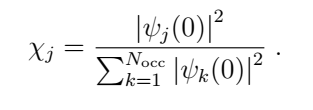 χ_j = |ψ_j(0)|² / ∑_{k=1}^{N_occ} |ψ_k(0)|² .